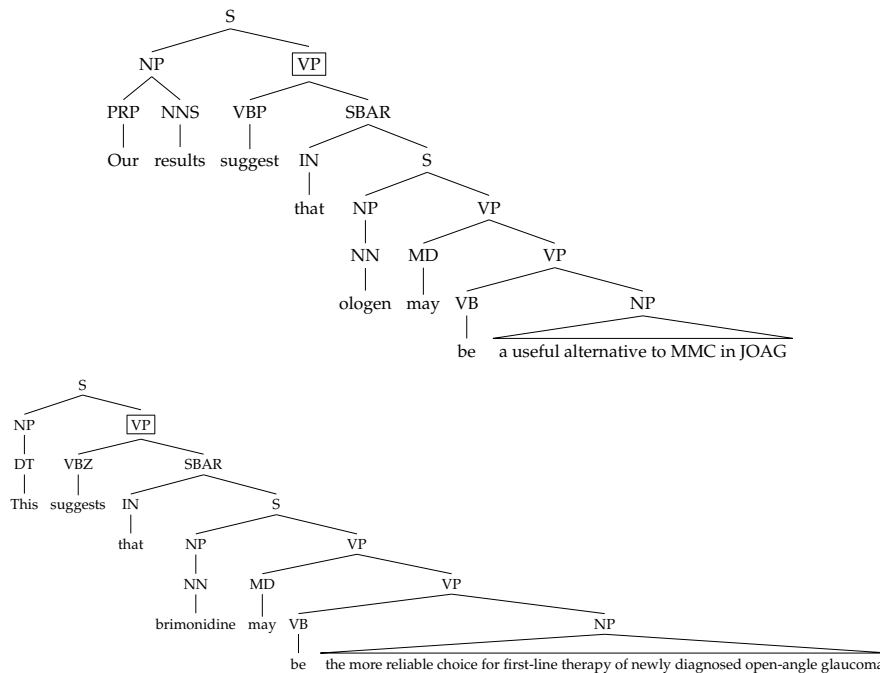 S
NP VP
PRP NNS VBP SBAR
Our results suggest IN S
that NP VP
NN MD VP
ologen may VB NP
be a useful alternative to MMC in JOAG
S
NP VP
DT VBZ SBAR
This suggests IN S
that NP VP
NN MD VP
brimonidine may VB NP
be the more reliable choice for first-line therapy of newly diagnosed open-angle glaucoma